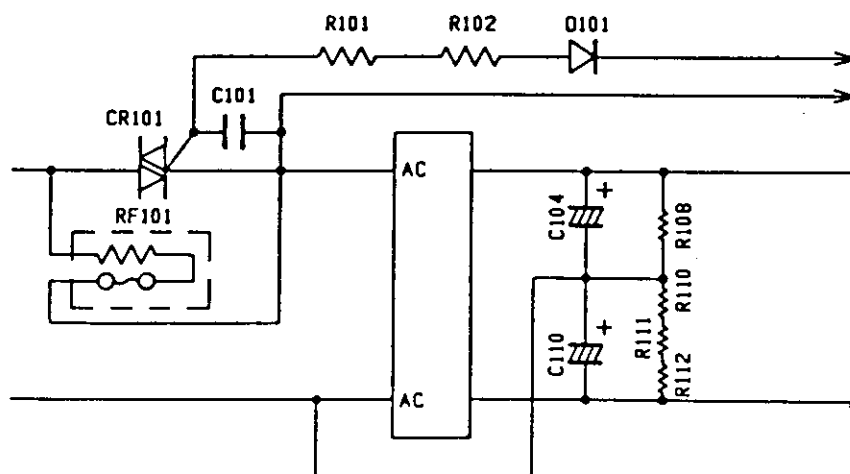 R101
R102
D101
C101
CR101
AC
RF101
C104
+
R108
R110
+
C110
R111
R112
AC